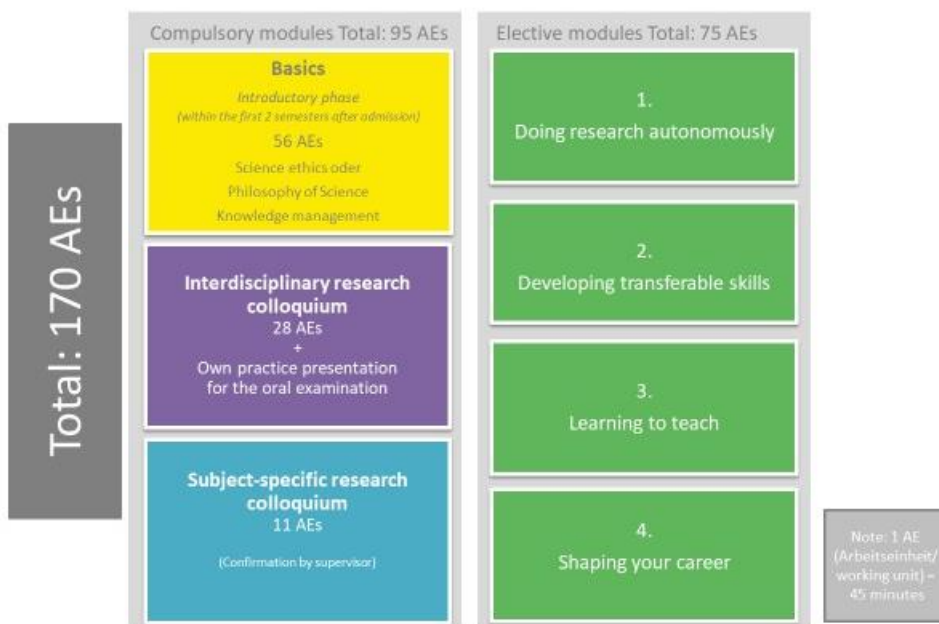 Total: 170 AEs
Compulsory modules Total: 95 AEs
Basics
Introductory phase
(within the first 2 semesters after admission)
56 AEs
Science ethics oder
Philosophy of Science
Knowledge management
Interdisciplinary research
colloquium
28 AEs
+
Own practice presentation
for the oral examination
Subject-specific research
colloquium
11 AEs
(Confirmation by supervisor)
Elective modules Total: 75 AEs
1.
Doing research autonomously
2.
Developing transferable skills
3.
Learning to teach
4.
Shaping your career
Note: 1 AE
(Arbeitseinheit/
working unit) =
45 minutes